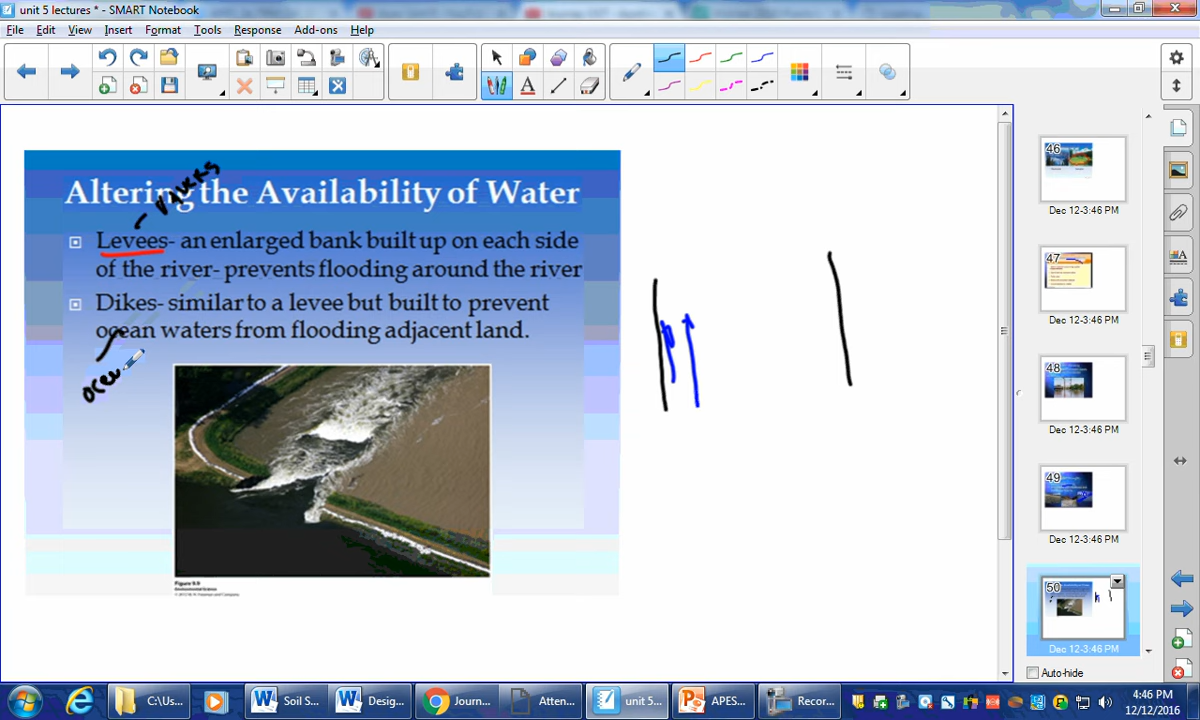 unit 5 lectures * - SMART Notebook
File Edit View Insert Format Tools Response Add-ons Help
Altering the Availability of Water
Levees- an enlarged bank built up on each side
of the river- prevents flooding around the river
Dikes- similar to a levee but built to prevent
ocean waters from flooding adjacent land.
Figure 9.9
Environmental Science
46
Dec 12-3:46 PM
47
Dec 12-3:46 PM
48
Dec 12-3:46 PM
49
Dec 12-3:46 PM
50
Dec 12-3:46 PM
Auto-hide
C:\Us...
Soil S...
Desig...
Journ...
Atten...
unit 5...
APES...
Recor...
4:46 PM
12/12/2016